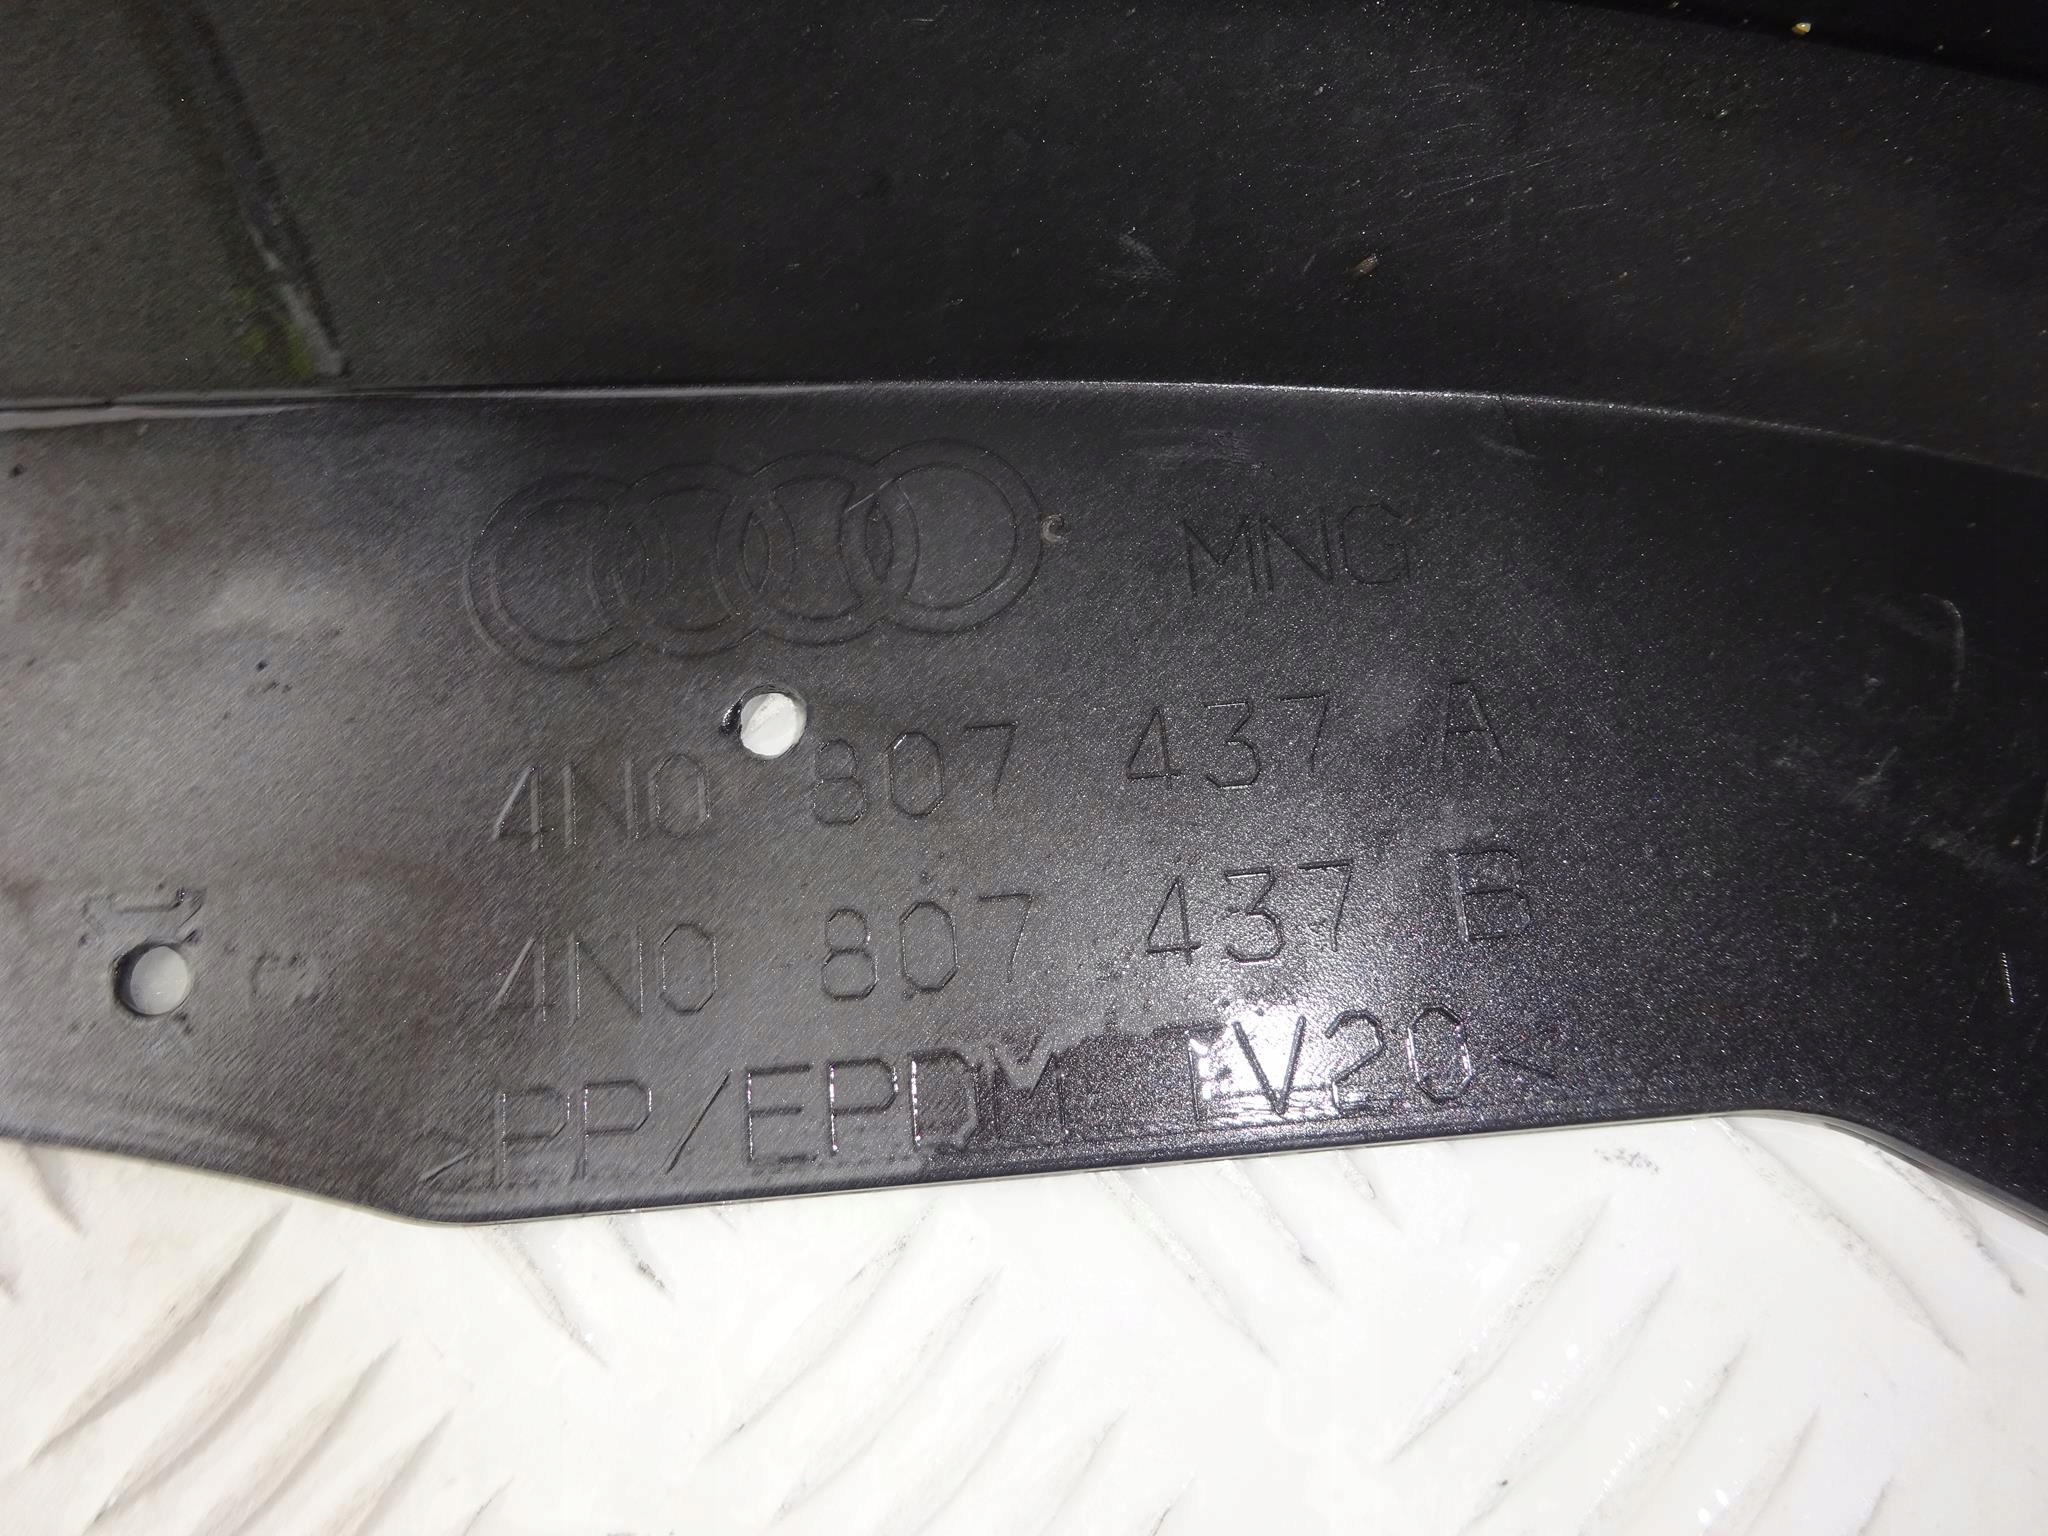 MNG
4N0 807 437 A
4N0 807 437 B
>PP/EPDM TV20<